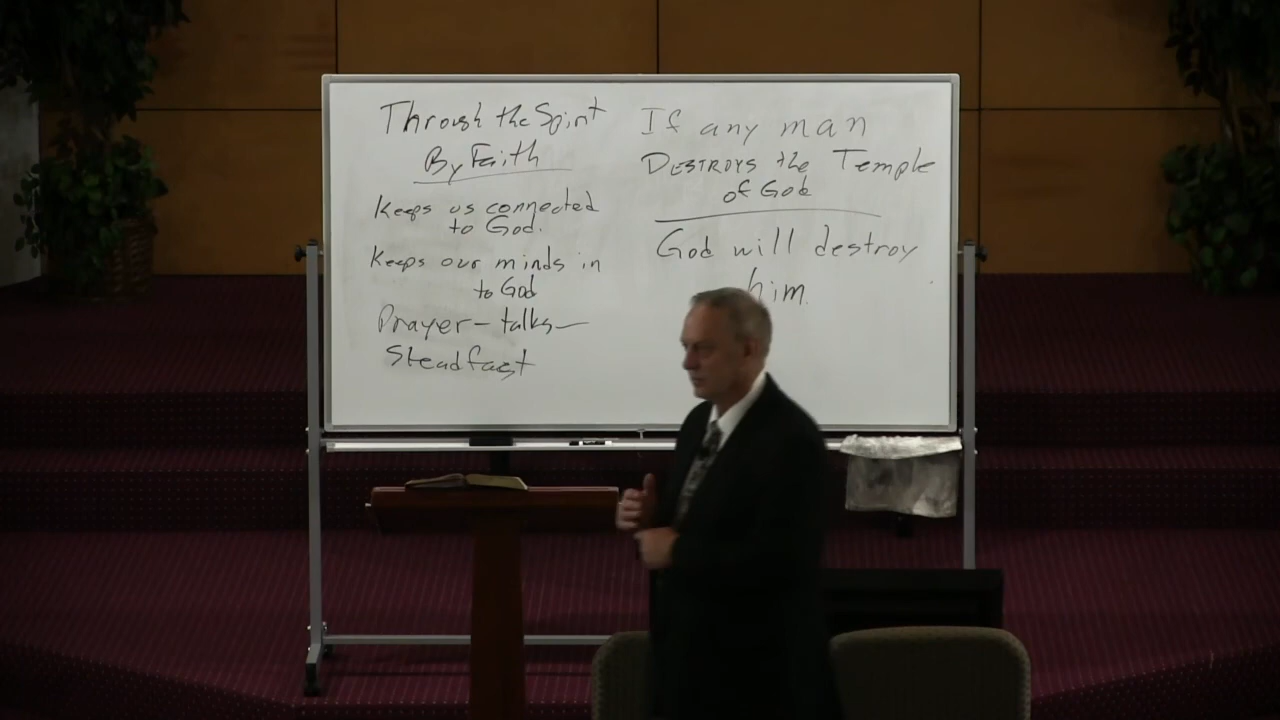 Through the Spirit
By Faith
Keeps us connected
to God.
Keeps our minds in
to God
Prayer - talks -
Steadfast
If any man
DESTROYS the Temple
of God
God will destroy
him.